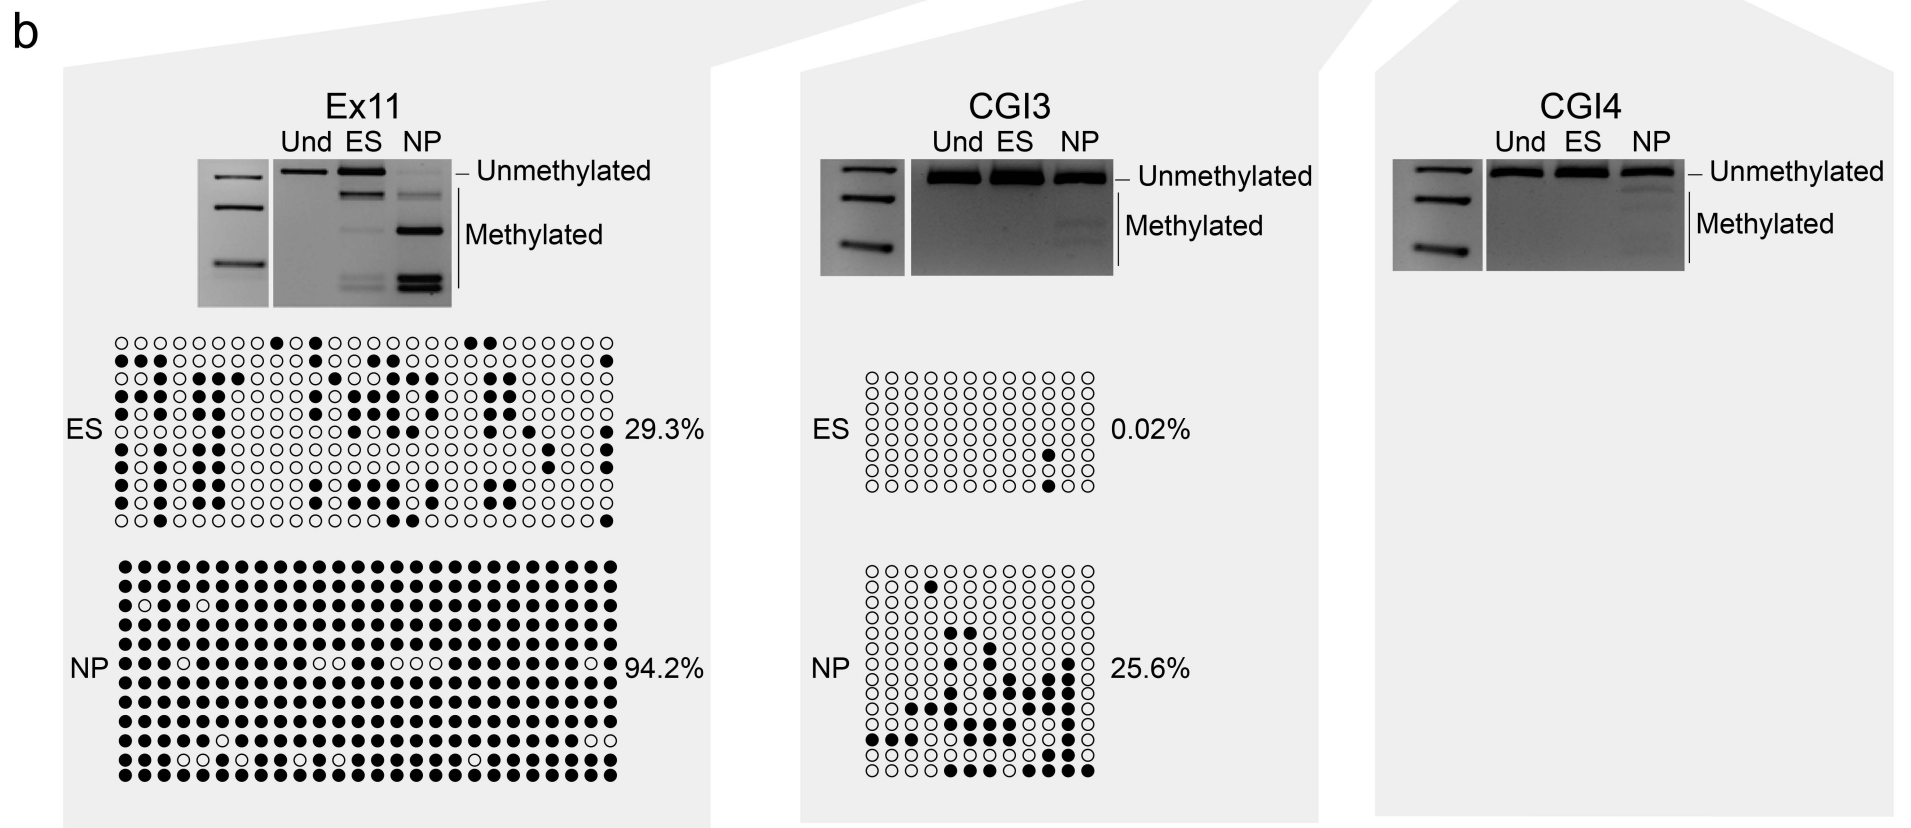 b
Ex11
Und ES NP
Unmethylated
Methylated
ES
29.3%
NP
94.2%
CGI3
Und ES NP
Unmethylated
Methylated
ES
0.02%
NP
25.6%
CGI4
Und ES NP
Unmethylated
Methylated